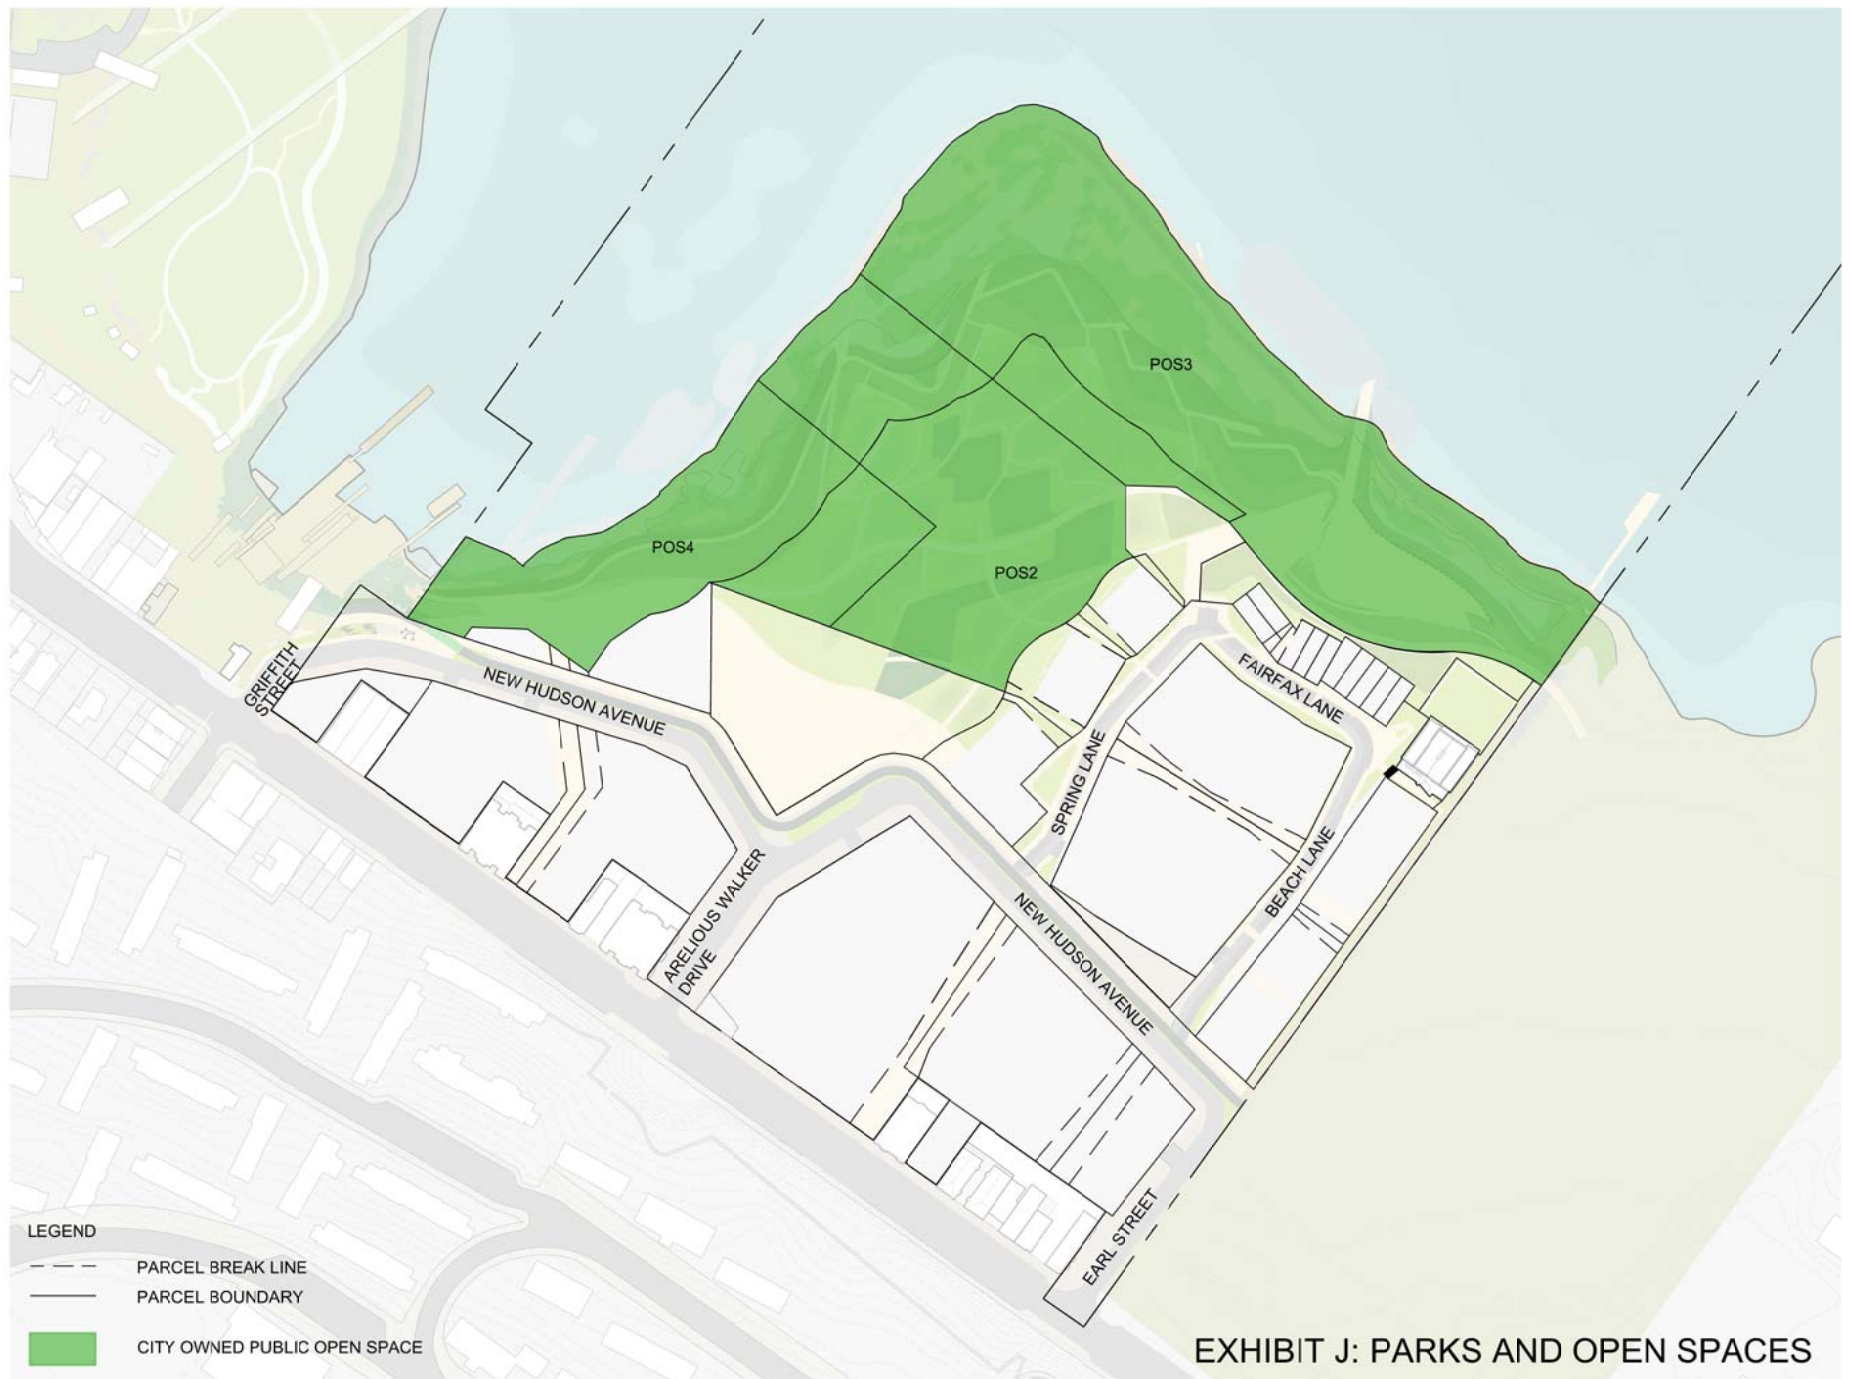 POS3
POS4
POS2
GRIFFITH
STREET
NEW HUDSON AVENUE
FAIRFAX LANE
SPRING LANE
BEACH LANE
ARELIOUS WALKER
DRIVE
NEW HUDSON AVENUE
EARL STREET
LEGEND
PARCEL BREAK LINE
PARCEL BOUNDARY
CITY OWNED PUBLIC OPEN SPACE
EXHIBIT J: PARKS AND OPEN SPACES